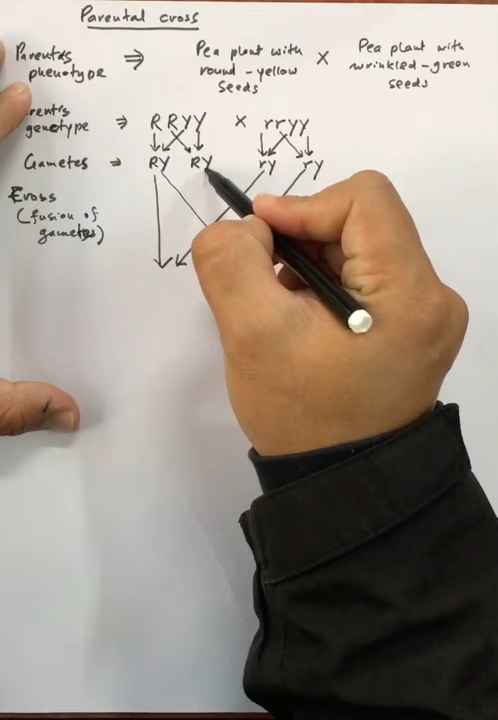 Parental cross
Parents phenotype ⇒ Pea plant with round-yellow seeds × Pea plant with wrinkled-green seeds
genotype ⇒ RRYY × rryy
Gametes ⇒ RY RY ry ry
Cross
(fusion of
gametes)